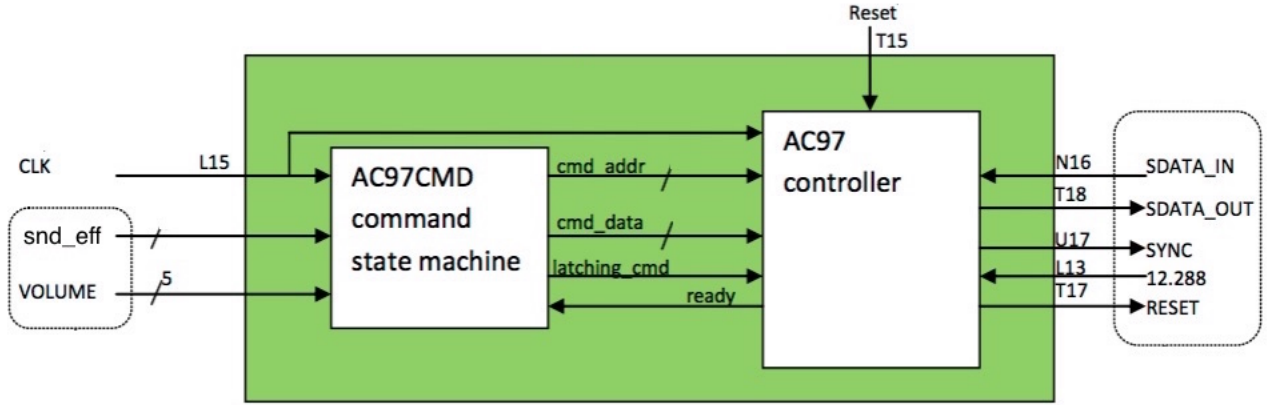 Reset
T15
CLK
L15
snd_eff
VOLUME
5
AC97CMD
command
state machine
cmd_addr
cmd_data
latching_cmd
ready
AC97
controller
N16
T18
U17
L13
T17
SDATA_IN
SDATA_OUT
SYNC
12.288
RESET